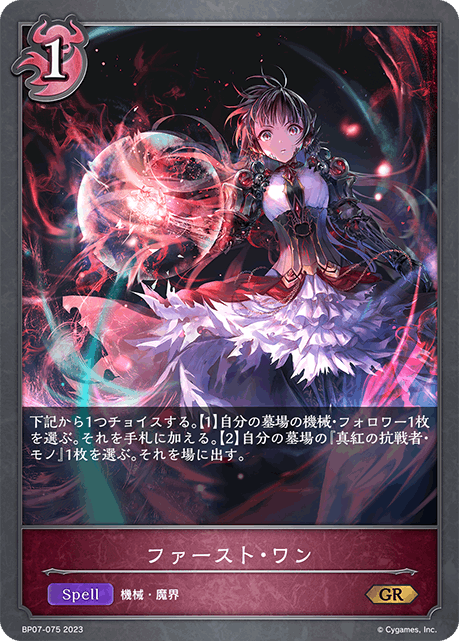 1
下記から1つチョイスする。【1】自分の墓場の機械・フォロワー1枚
を選ぶ。それを手札に加える。【2】自分の墓場の『真紅の抗戦者・
モノ』1枚を選ぶ。それを場に出す。
ファースト・ワン
Spell 機械・魔界 GR
BP07-075 2023 © Cygames, Inc.